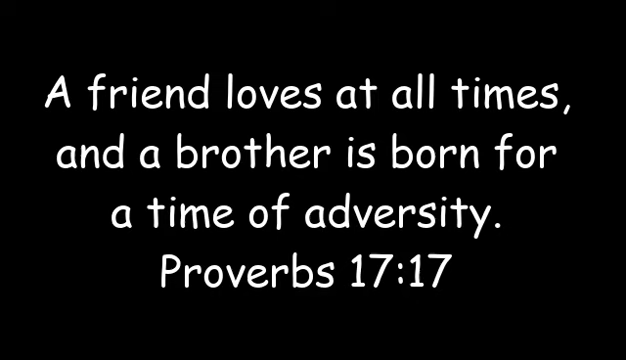 A friend loves at all times,
and a brother is born for
a time of adversity.
Proverbs 17:17